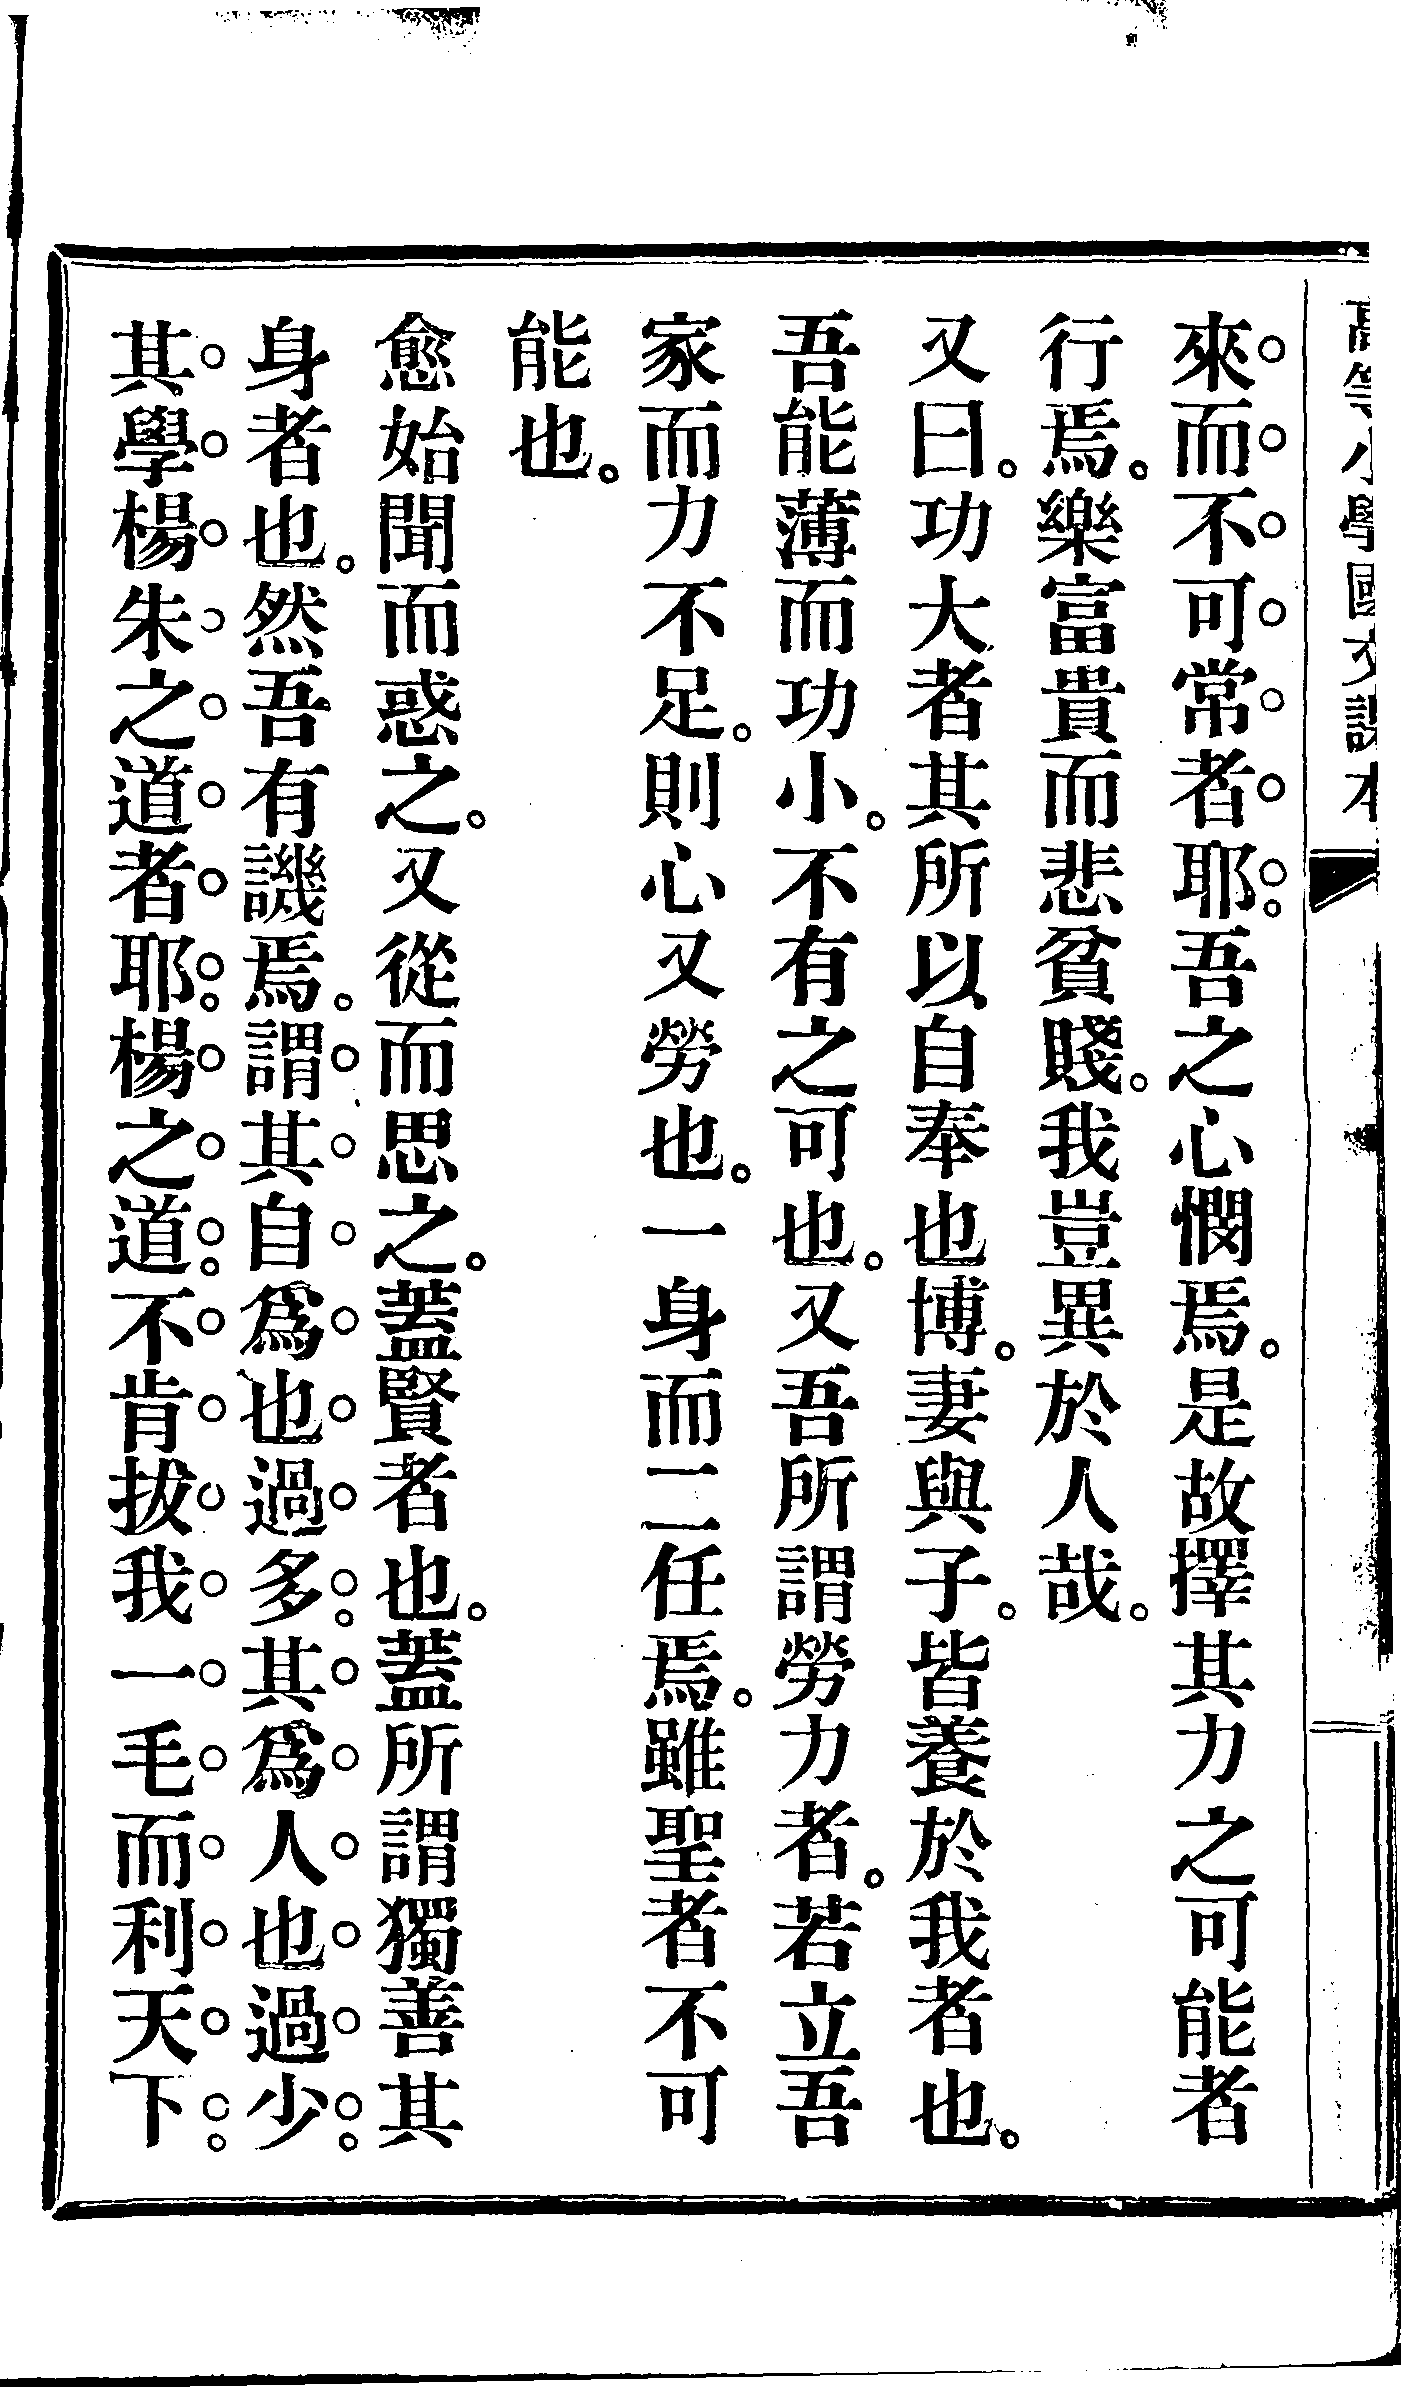 高等小學國文課本
來而不可常者耶。吾之心憫焉。是故擇其力之可能者
行焉。樂富貴而悲貧賤。我豈異於人哉。
又曰。功大者其所以自奉也博。妻與子。皆養於我者也。
吾能薄而功小。不有之可也。又吾所謂勞力者。若立吾
家而力不足。則心又勞也。一身而二任焉。雖聖者不可
能也。
愈始聞而惑之。又從而思之。蓋賢者也。蓋所謂獨善其
身者也。然吾有譏焉。謂其自爲也過多。其爲人也過少。
其學楊朱之道者耶。楊之道。不肯拔我一毛而利天下。